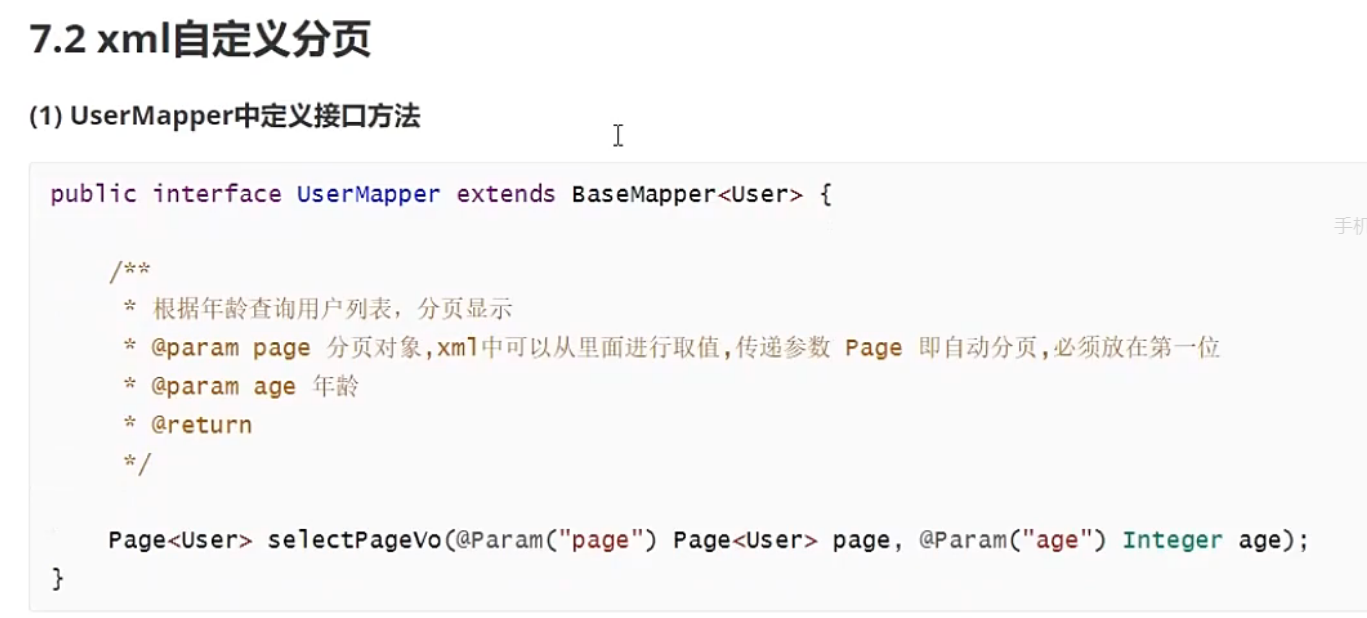 7.2 xml自定义分页
(1) UserMapper中定义接口方法
public interface UserMapper extends BaseMapper<User> {
手机
/**
* 根据年龄查询用户列表，分页显示
* @param page 分页对象,xml中可以从里面进行取值,传递参数 Page 即自动分页,必须放在第一位
* @param age 年龄
* @return
*/
Page<User> selectPageVo(@Param("page") Page<User> page, @Param("age") Integer age);
}